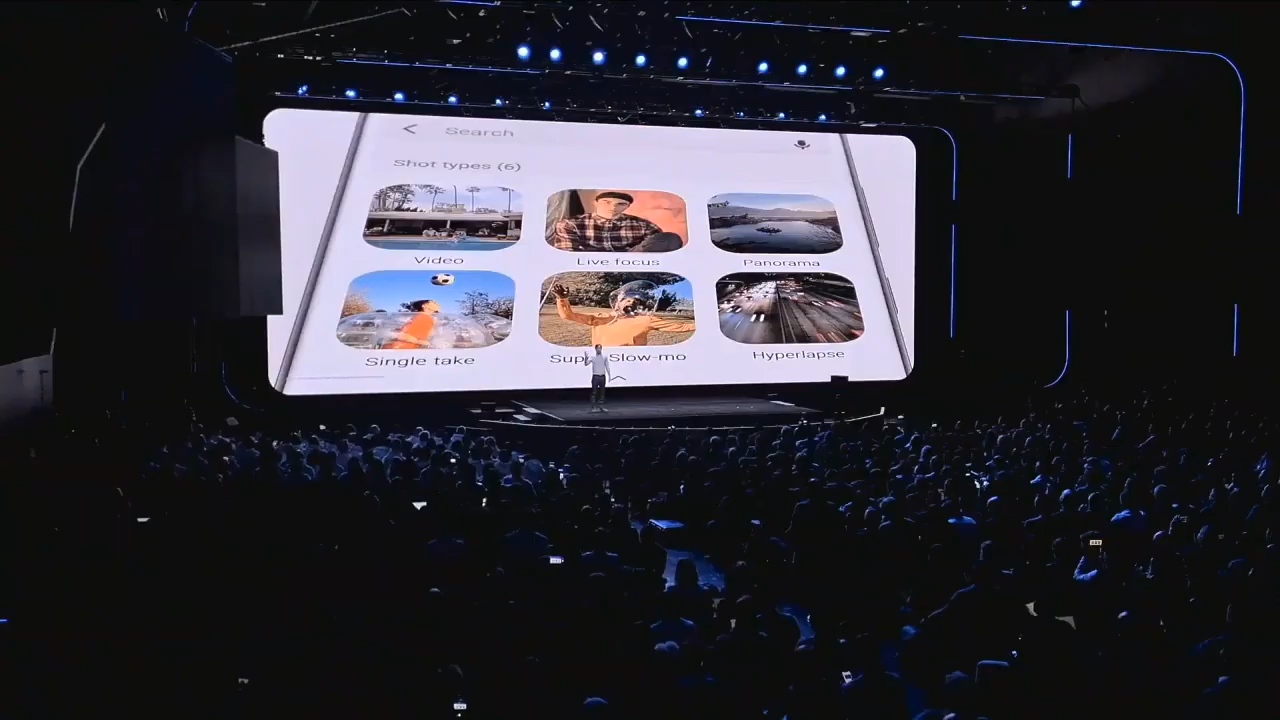 Search
Shot types (6)
Video
Live focus
Panorama
Single take
Super Slow-mo
Hyperlapse